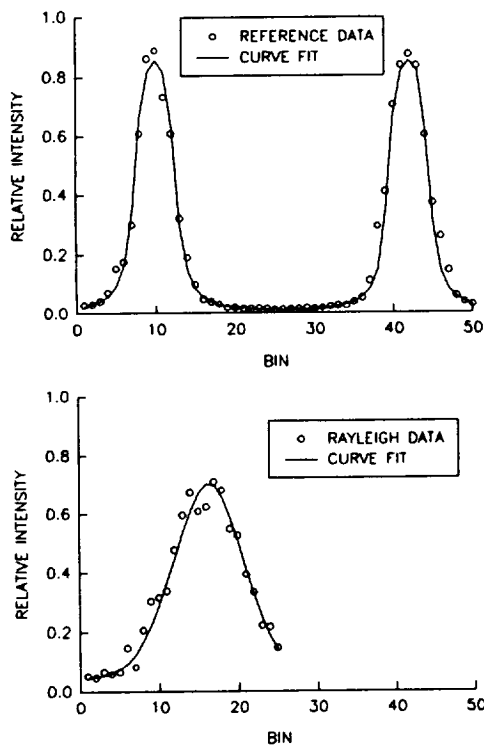 REFERENCE DATA
CURVE FIT
1.0
0.8
0.6
0.4
0.2
0.0
RELATIVE INTENSITY
0 10 20 30 40 50
BIN
RAYLEIGH DATA
CURVE FIT
1.0
0.8
0.6
0.4
0.2
0.0
RELATIVE INTENSITY
0 10 20 30 40 50
BIN